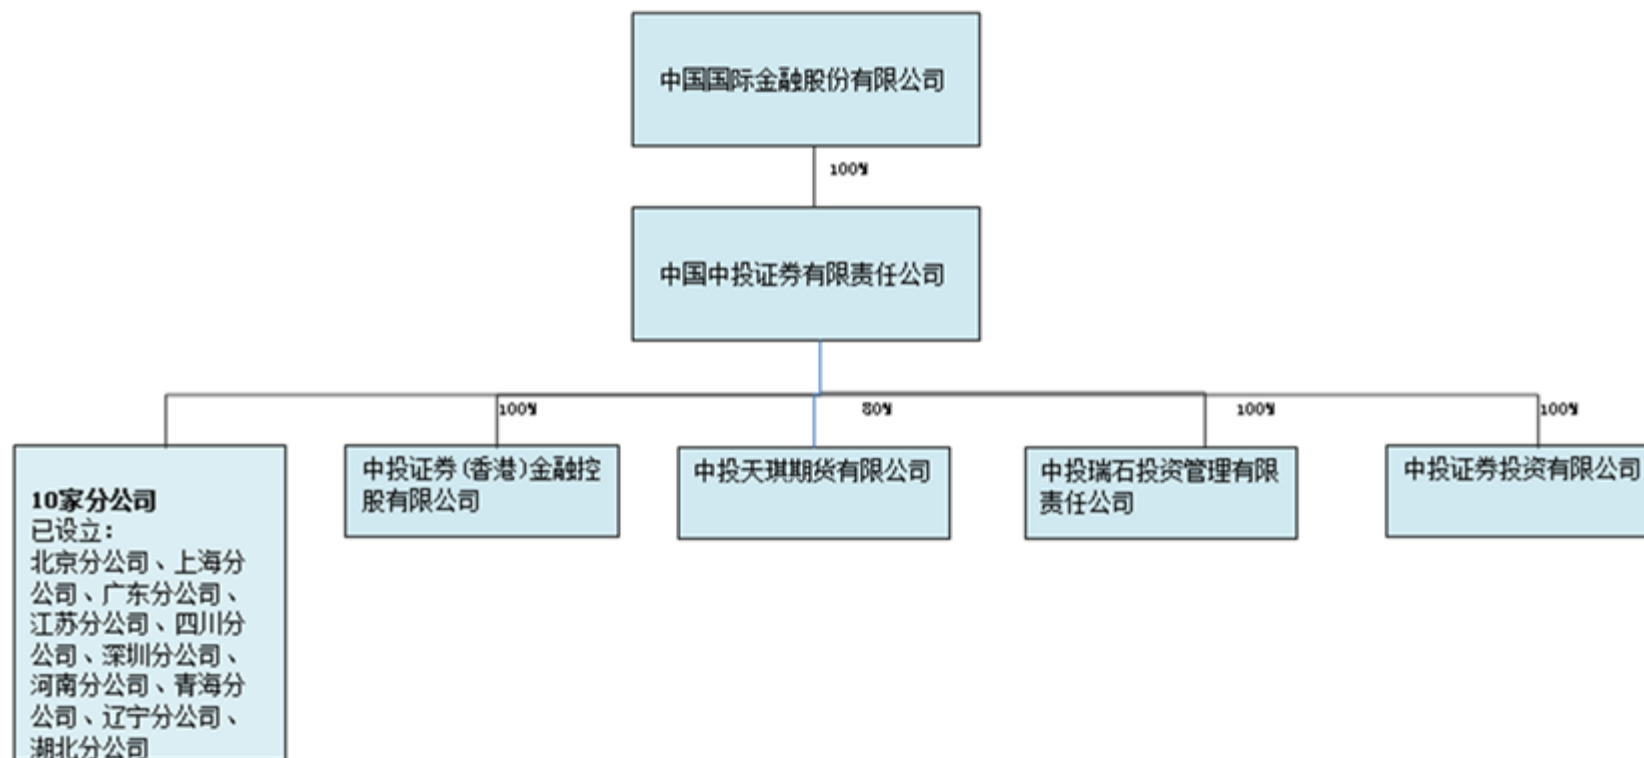 中国国际金融股份有限公司
100%
中国中投证券有限责任公司
100%
80%
100%
100%
10家分公司
已设立：
北京分公司、上海分
公司、广东分公司、
江苏分公司、四川分
公司、深圳分公司、
河南分公司、青海分
公司、辽宁分公司、
湖北分公司
中投证券(香港)金融控
股有限公司
中投天琪期货有限公司
中投瑞石投资管理有限
责任公司
中投证券投资有限公司